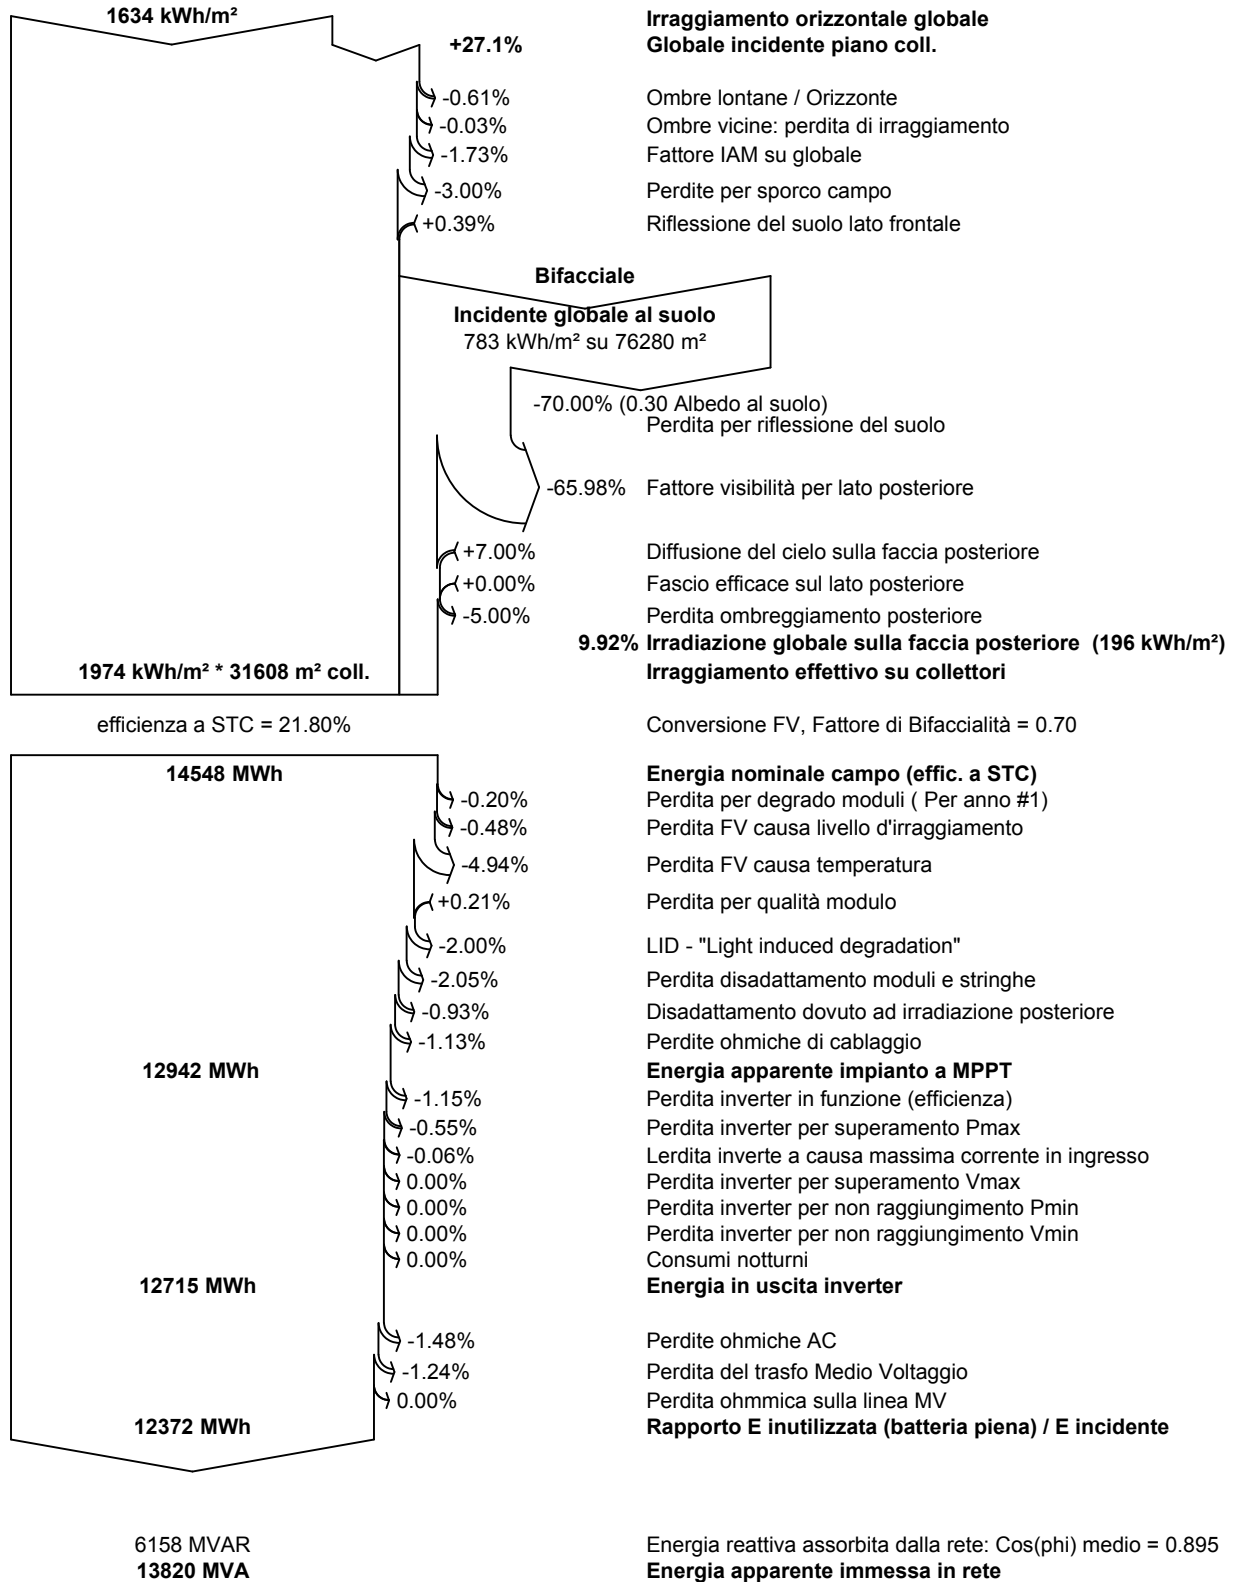 1634 kWh/m² Irraggiamento orizzontale globale
+27.1% Globale incidente piano coll.
-0.61% Ombre lontane / Orizzonte
-0.03% Ombre vicine: perdita di irraggiamento
-1.73% Fattore IAM su globale
-3.00% Perdite per sporco campo
+0.39% Riflessione del suolo lato frontale
Bifacciale
Incidente globale al suolo
783 kWh/m² su 76280 m²
-70.00% (0.30 Albedo al suolo)
Perdita per riflessione del suolo
-65.98% Fattore visibilità per lato posteriore
+7.00% Diffusione del cielo sulla faccia posteriore
+0.00% Fascio efficace sul lato posteriore
-5.00% Perdita ombreggiamento posteriore
9.92% Irradiazione globale sulla faccia posteriore (196 kWh/m²)
1974 kWh/m² * 31608 m² coll. Irraggiamento effettivo su collettori
efficienza a STC = 21.80% Conversione FV, Fattore di Bifaccialità = 0.70
14548 MWh Energia nominale campo (effic. a STC)
-0.20% Perdita per degrado moduli ( Per anno #1)
-0.48% Perdita FV causa livello d'irraggiamento
-4.94% Perdita FV causa temperatura
+0.21% Perdita per qualità modulo
-2.00% LID - "Light induced degradation"
-2.05% Perdita disadattamento moduli e stringhe
-0.93% Disadattamento dovuto ad irradiazione posteriore
-1.13% Perdite ohmiche di cablaggio
12942 MWh Energia apparente impianto a MPPT
-1.15% Perdita inverter in funzione (efficienza)
-0.55% Perdita inverter per superamento Pmax
-0.06% Lerdita inverte a causa massima corrente in ingresso
0.00% Perdita inverter per superamento Vmax
0.00% Perdita inverter per non raggiungimento Pmin
0.00% Perdita inverter per non raggiungimento Vmin
0.00% Consumi notturni
12715 MWh Energia in uscita inverter
-1.48% Perdite ohmiche AC
-1.24% Perdita del trasfo Medio Voltaggio
0.00% Perdita ohmmica sulla linea MV
12372 MWh Rapporto E inutilizzata (batteria piena) / E incidente
6158 MVAR Energia reattiva assorbita dalla rete: Cos(phi) medio = 0.895
13820 MVA Energia apparente immessa in rete